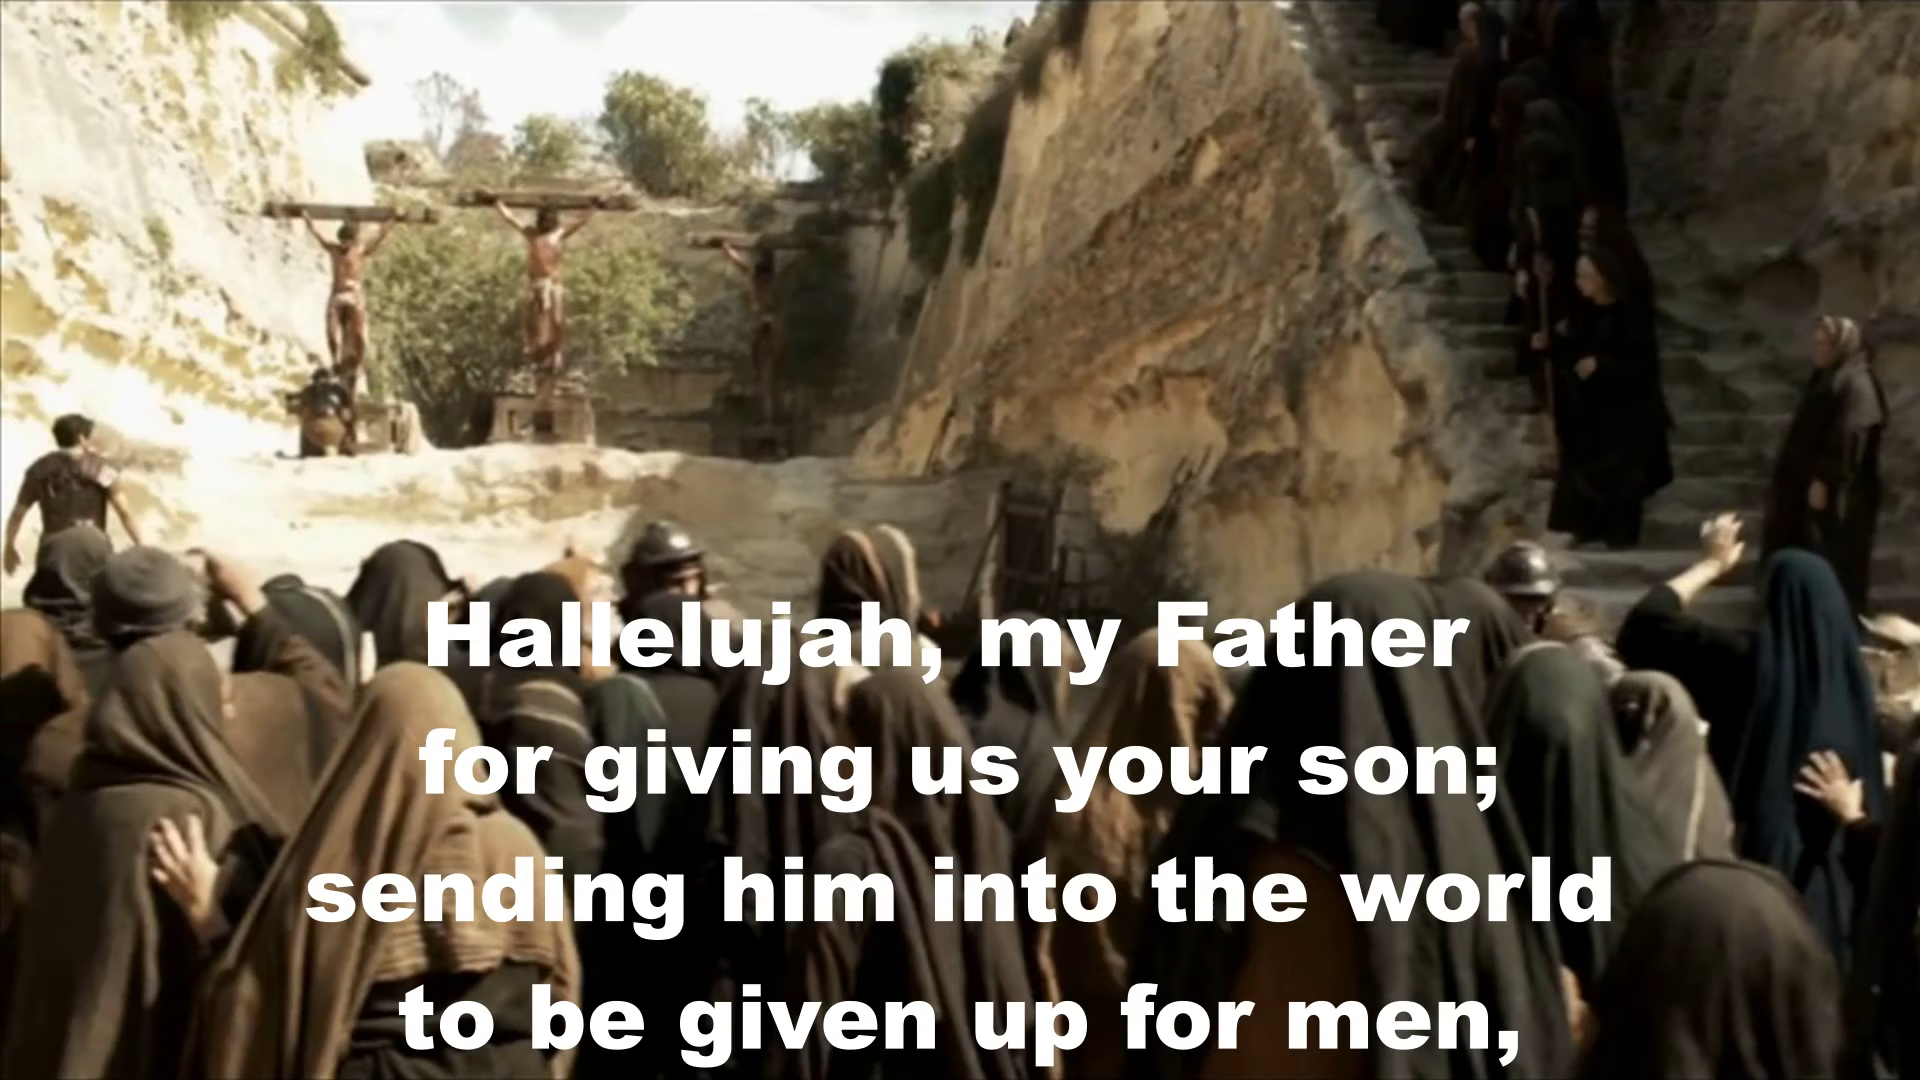 Hallelujah, my Father
for giving us your son;
sending him into the world
to be given up for men,